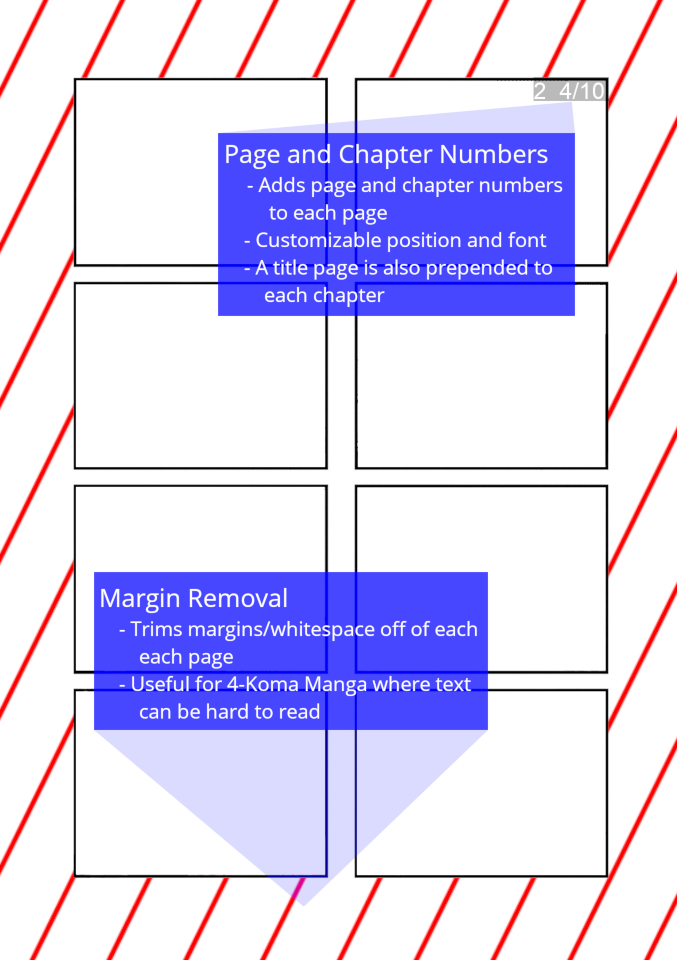 2  4/10
Page and Chapter Numbers
- Adds page and chapter numbers
to each page
- Customizable position and font
- A title page is also prepended to
each chapter
Margin Removal
- Trims margins/whitespace off of each
each page
- Useful for 4-Koma Manga where text
can be hard to read